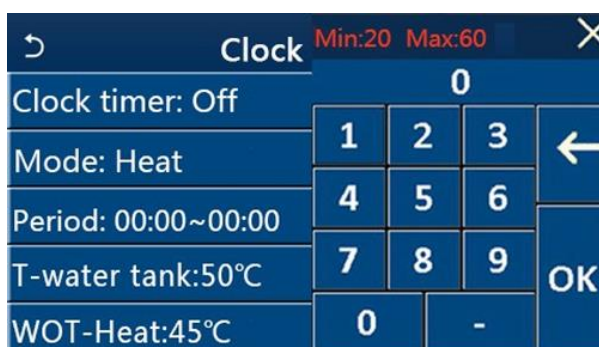 Clock
Clock timer: Off
Mode: Heat
Period: 00:00~00:00
T-water tank:50℃
WOT-Heat:45℃
Min:20 Max:60
0
1 2 3
4 5 6
7 8 9
0 -
OK